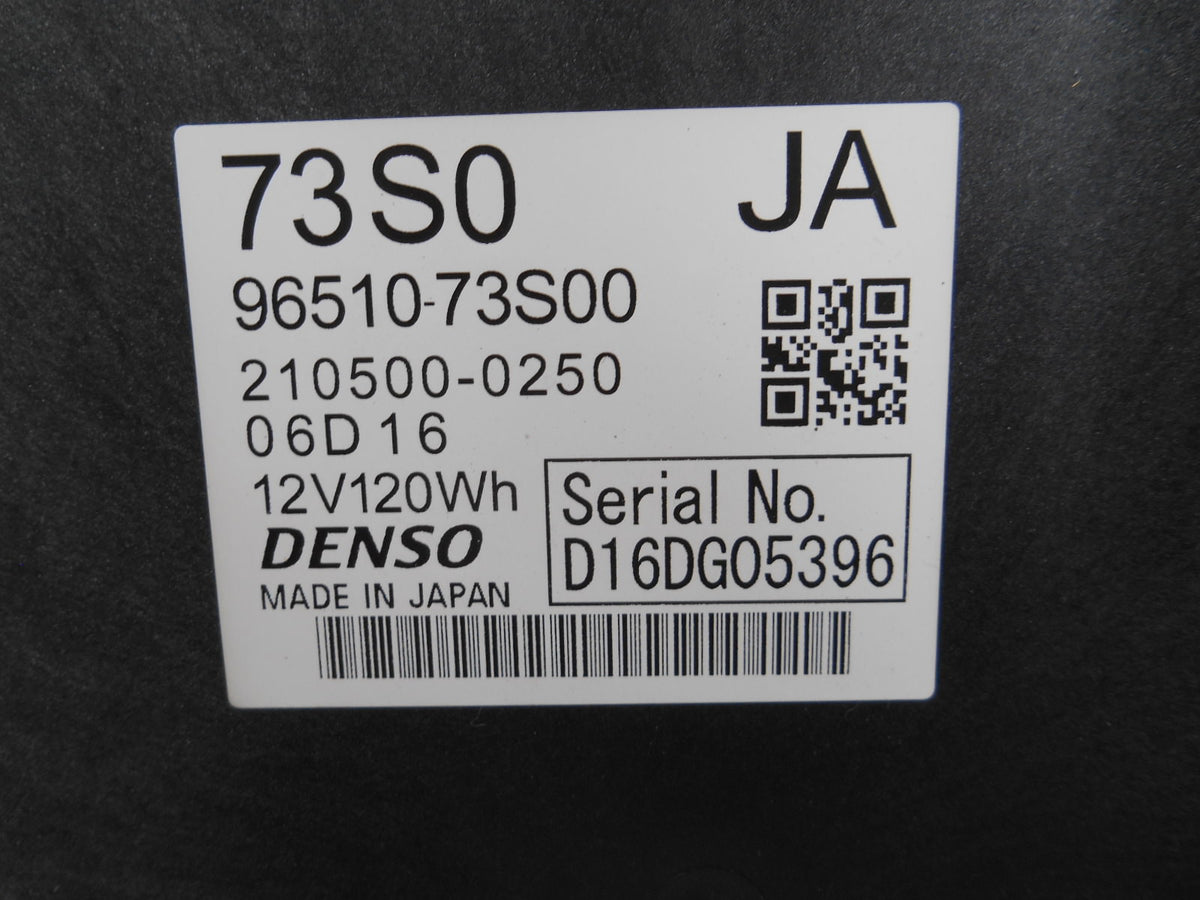 73S0 JA
96510-73S00
210500-0250
06D16
12V120Wh
DENSO
MADE IN JAPAN
Serial No.
D16DG05396